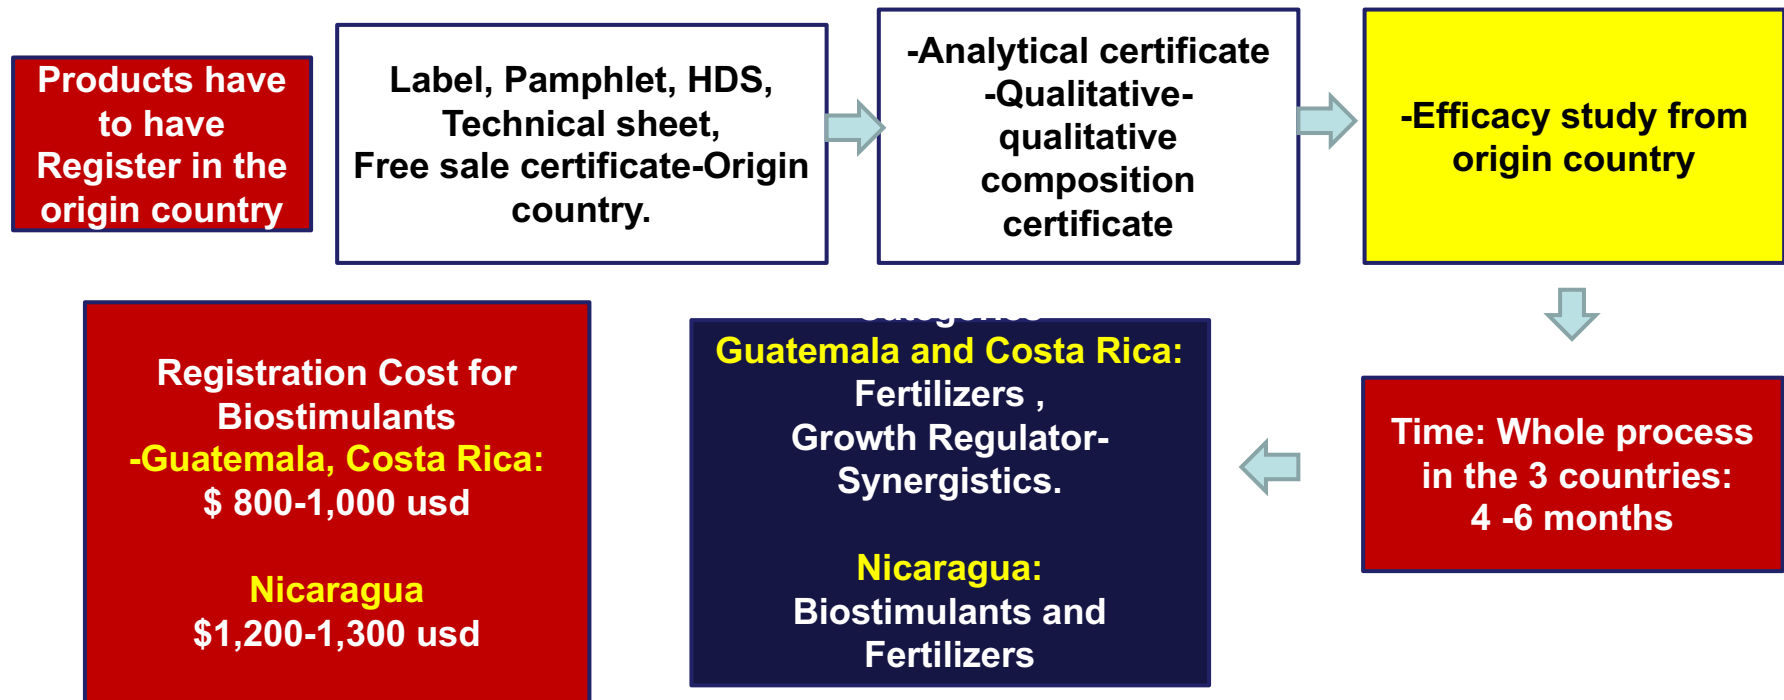 Products have
to have
Register in the
origin country
Label, Pamphlet, HDS,
Technical sheet,
Free sale certificate-Origin
country.
-Analytical certificate
-Qualitative-
qualitative
composition
certificate
-Efficacy study from
origin country
Time: Whole process
in the 3 countries:
4 -6 months
Categories
Guatemala and Costa Rica:
Fertilizers ,
Growth Regulator-
Synergistics.
Nicaragua:
Biostimulants and
Fertilizers
Registration Cost for
Biostimulants
-Guatemala, Costa Rica:
$ 800-1,000 usd
Nicaragua
$1,200-1,300 usd